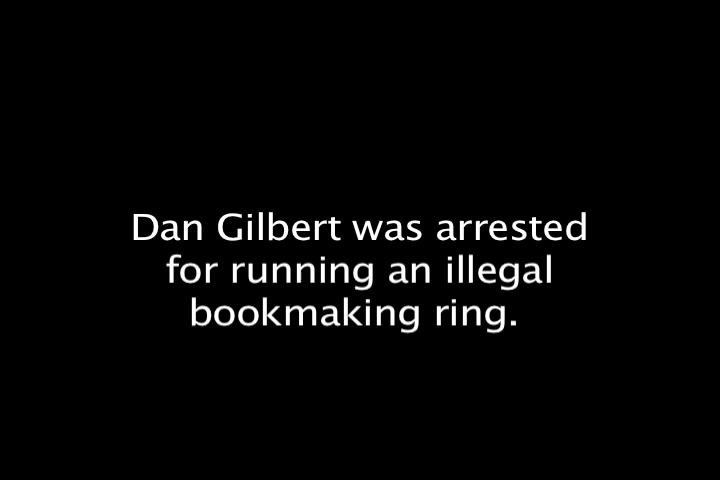 Dan Gilbert was arrested
for running an illegal
bookmaking ring.